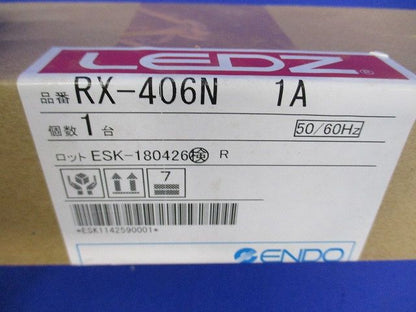 LEDZ®
品番 RX-406N 1A
個数 1台 50/60Hz
ロット ESK-180426 検 R
7
*ESK1142590001*
ENDO